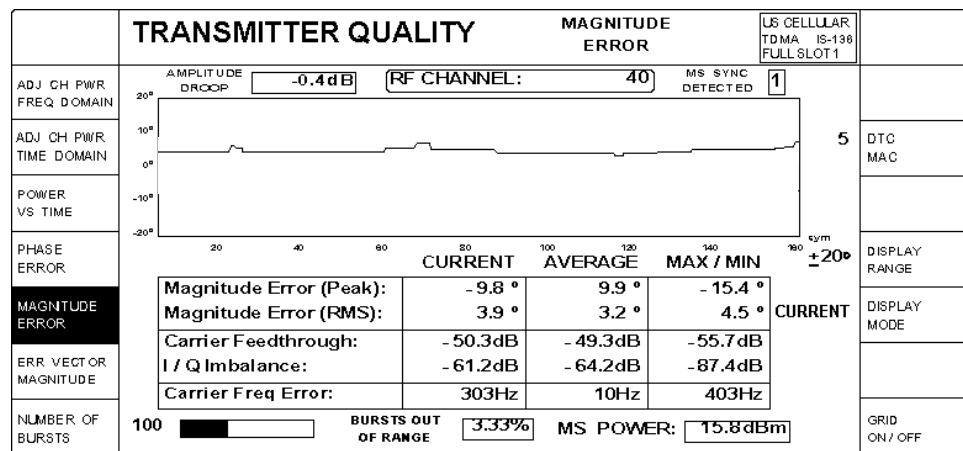 TRANSMITTER QUALITY
MAGNITUDE
ERROR
US CELLULAR
TDMA IS-136
FULL SLOT 1
ADJ CH PWR
FREQ DOMAIN
ADJ CH PWR
TIME DOMAIN
POWER
VS TIME
PHASE
ERROR
MAGNITUDE
ERROR
ERR VECTOR
MAGNITUDE
NUMBER OF
BURSTS
AMPLITUDE
DROOP
-0.4dB
RF CHANNEL: 40
MS SYNC
DETECTED
1
20°
10°
0°
-10°
-20°
20 40 60 80 100 120 140 160 sym
5
±20°
CURRENT AVERAGE MAX / MIN
Magnitude Error (Peak): -9.8 ° 9.9 ° -15.4 °
Magnitude Error (RMS): 3.9 ° 3.2 ° 4.5 °
CURRENT
Carrier Feedthrough: -50.3dB -49.3dB -55.7dB
I / Q Imbalance: -61.2dB -64.2dB -87.4dB
Carrier Freq Error: 303Hz 10Hz 403Hz
100
BURSTS OUT
OF RANGE
3.33%
MS POWER: 15.8dBm
DTC
MAC
DISPLAY
RANGE
DISPLAY
MODE
GRID
ON / OFF